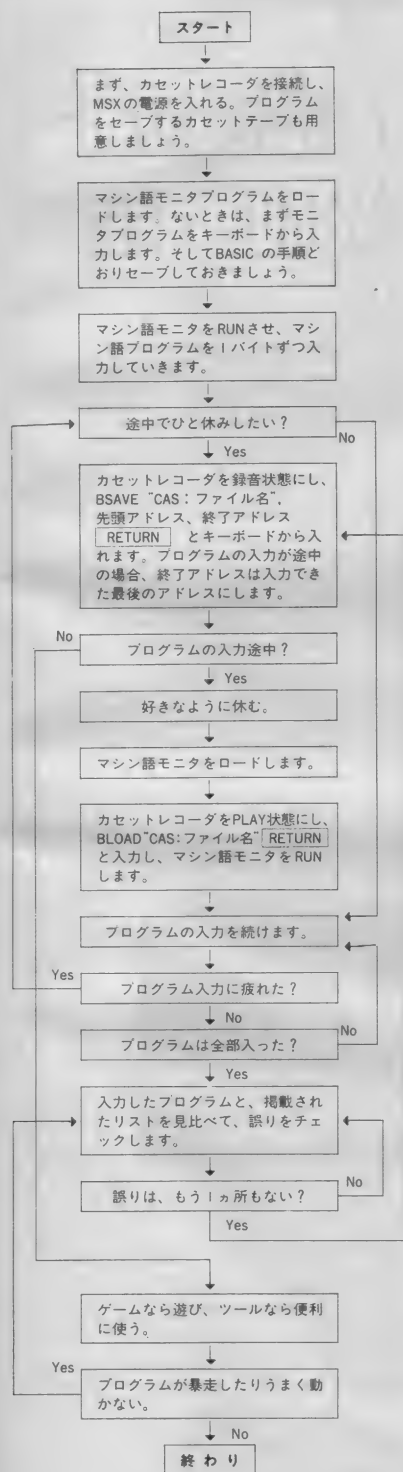 スタート
まず、カセットレコーダを接続し、
MSXの電源を入れる。プログラム
をセーブするカセットテープも用
意しましょう。
マシン語モニタプログラムをロー
ドします。ないときは、まずモニ
タプログラムをキーボードから入
力します。そしてBASICの手順ど
おりセーブしておきましょう。
マシン語モニタをRUNさせ、マシ
ン語プログラムを1バイトずつ入
力していきます。
途中でひと休みしたい?
No
Yes
カセットレコーダを録音状態にし、
BSAVE "CAS:ファイル名",
先頭アドレス、終了アドレス
RETURN とキーボードから入
れます。プログラムの入力が途中
の場合、終了アドレスは入力でき
た最後のアドレスにします。
No
プログラムの入力途中?
Yes
好きなように休む。
マシン語モニタをロードします。
カセットレコーダをPLAY状態にし、
BLOAD"CAS:ファイル名" RETURN
と入力し、マシン語モニタをRUN
します。
プログラムの入力を続けます。
Yes
プログラム入力に疲れた?
No
プログラムは全部入った?
No
Yes
入力したプログラムと、掲載され
たリストを見比べて、誤りをチェ
ックします。
誤りは、もう1ヵ所もない?
No
Yes
ゲームなら遊び、ツールなら便利
に使う。
Yes
プログラムが暴走したりうまく動
かない。
No
終わり